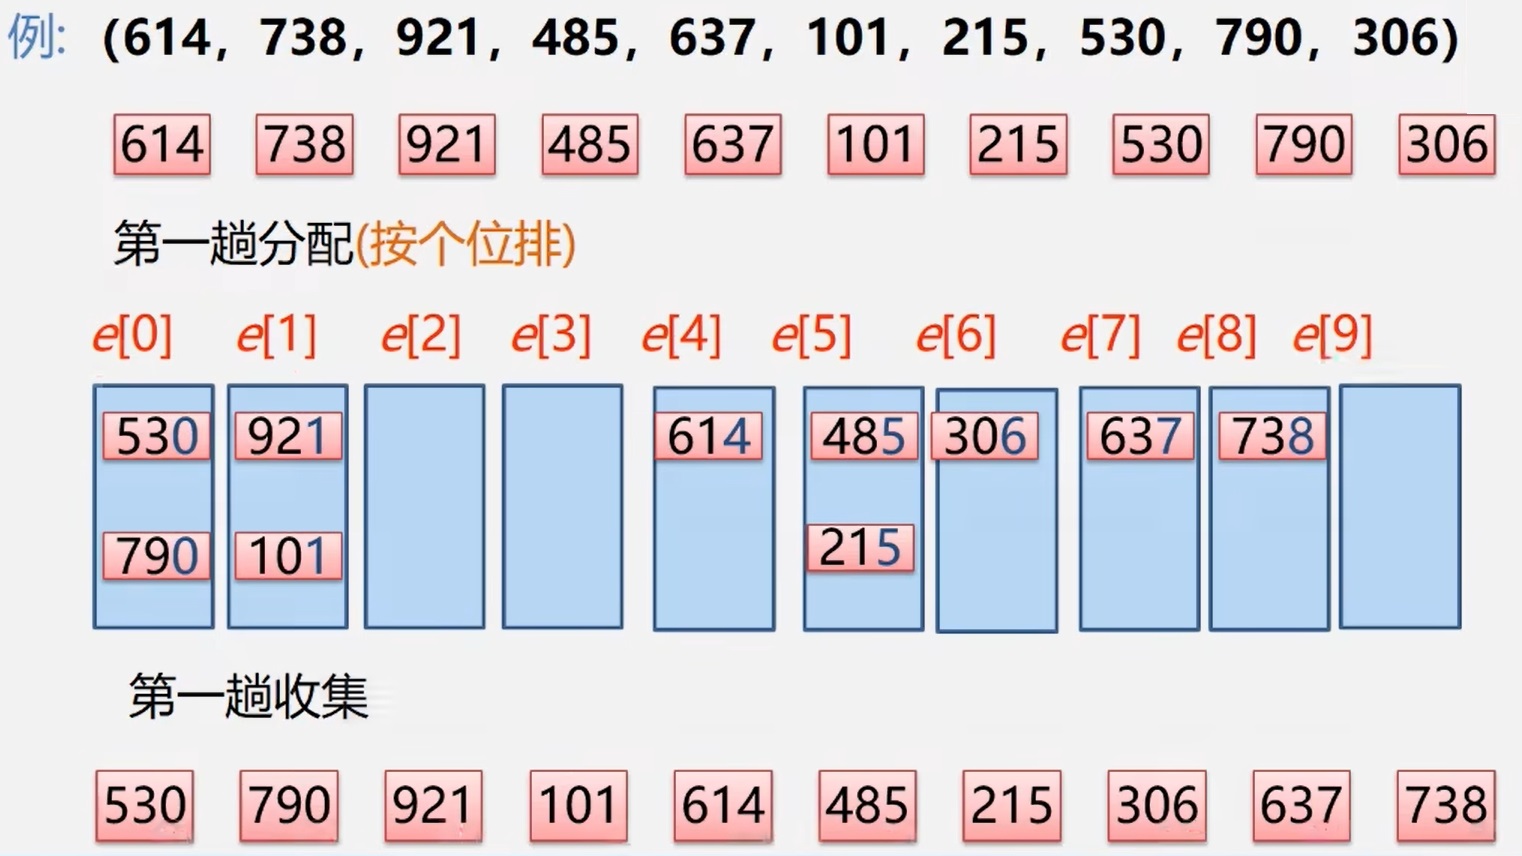 例: (614, 738, 921, 485, 637, 101, 215, 530, 790, 306)
614 738 921 485 637 101 215 530 790 306
第一趟分配(按个位排)
e[0] e[1] e[2] e[3] e[4] e[5] e[6] e[7] e[8] e[9]
530 921 614 485 306 637 738
790 101 215
第一趟收集
530 790 921 101 614 485 215 306 637 738